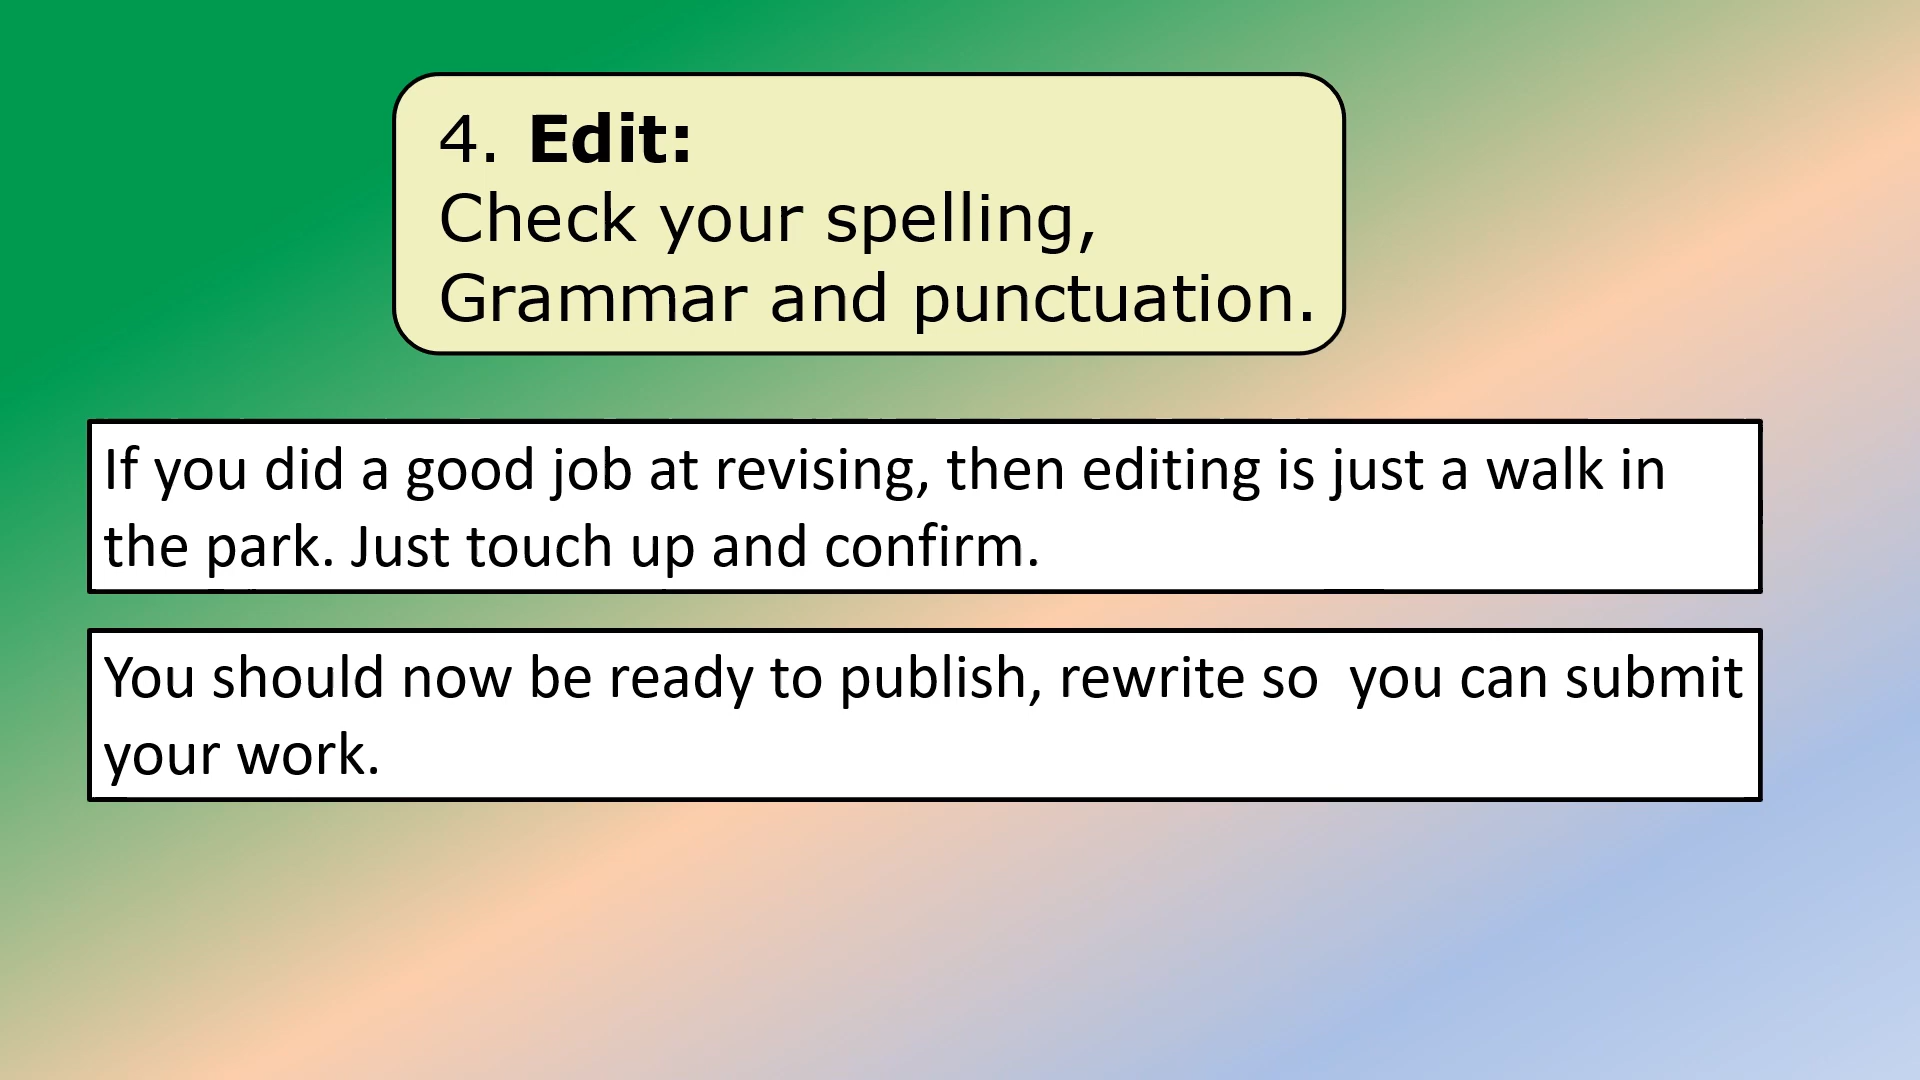 4. Edit:
Check your spelling,
Grammar and punctuation.
If you did a good job at revising, then editing is just a walk in
the park. Just touch up and confirm.
You should now be ready to publish, rewrite so  you can submit
your work.